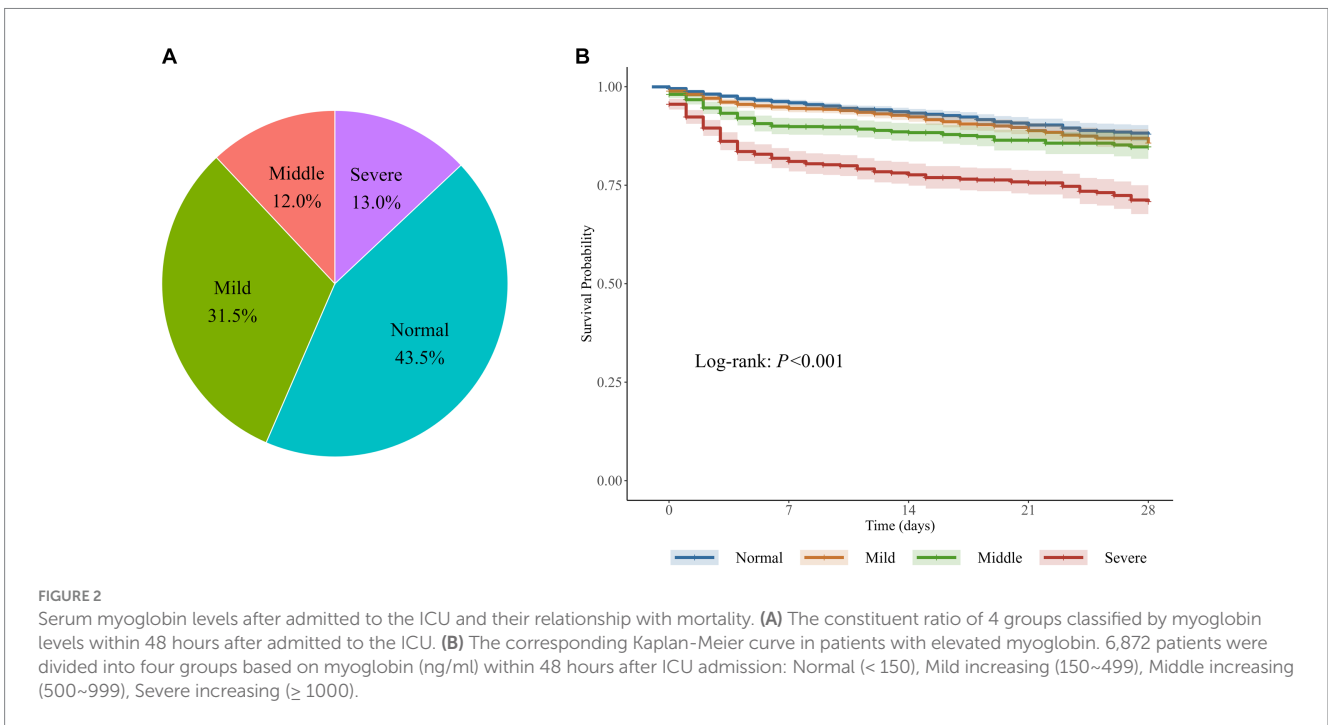 A
Middle
12.0%
Severe
13.0%
Mild
31.5%
Normal
43.5%
B
1.00
0.75
0.50
0.25
0.00
Survival Probability
Log-rank: P<0.001
0 7 14 21 28
Time (days)
Normal Mild Middle Severe
FIGURE 2
Serum myoglobin levels after admitted to the ICU and their relationship with mortality. (A) The constituent ratio of 4 groups classified by myoglobin
levels within 48 hours after admitted to the ICU. (B) The corresponding Kaplan-Meier curve in patients with elevated myoglobin. 6,872 patients were
divided into four groups based on myoglobin (ng/ml) within 48 hours after ICU admission: Normal (< 150), Mild increasing (150~499), Middle increasing
(500~999), Severe increasing (≥ 1000).